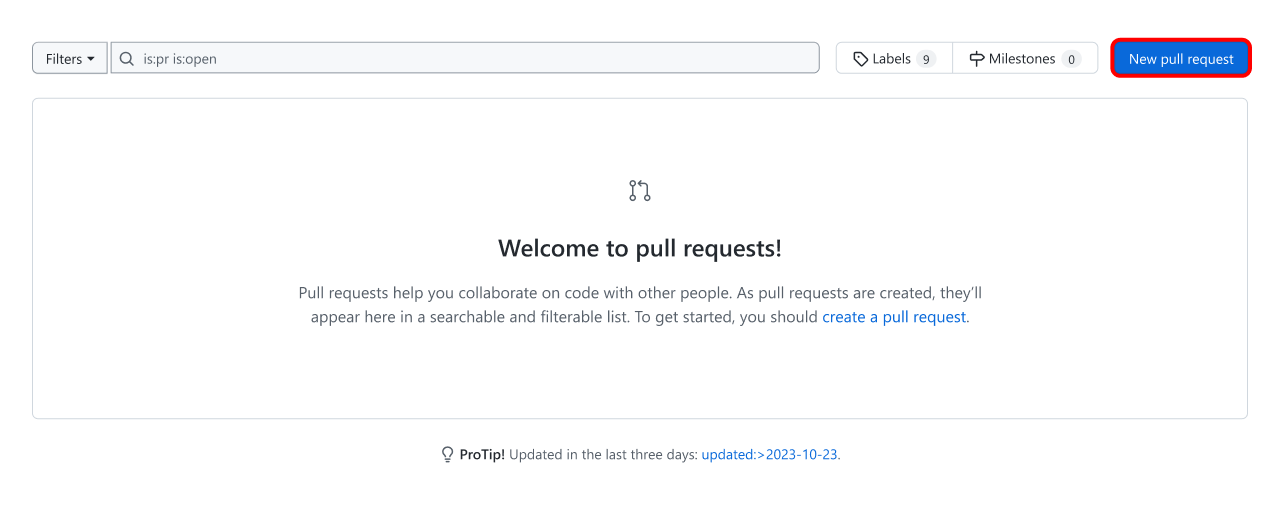 Filters
is:pr is:open
Labels 9
Milestones 0
New pull request
Welcome to pull requests!
Pull requests help you collaborate on code with other people. As pull requests are created, they’ll
appear here in a searchable and filterable list. To get started, you should create a pull request.
ProTip! Updated in the last three days: updated:>2023-10-23.